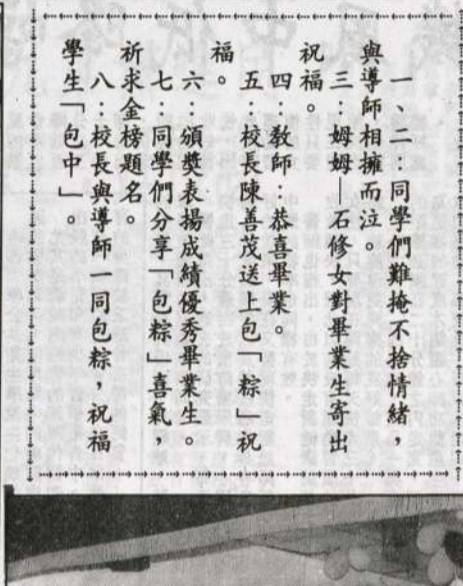 一、二：同學們難掩不捨情緒，
與導師相擁而泣。
三：姆姆—石修女對畢業生寄出
祝福。
四：教師：恭喜畢業。
五：校長陳善茂送上包「粽」祝
福。
六：頒獎表揚成績優秀畢業生。
七：同學們分享「包粽」喜氣，
祈求金榜題名。
八：校長與導師一同包粽，祝福
學生「包中」。